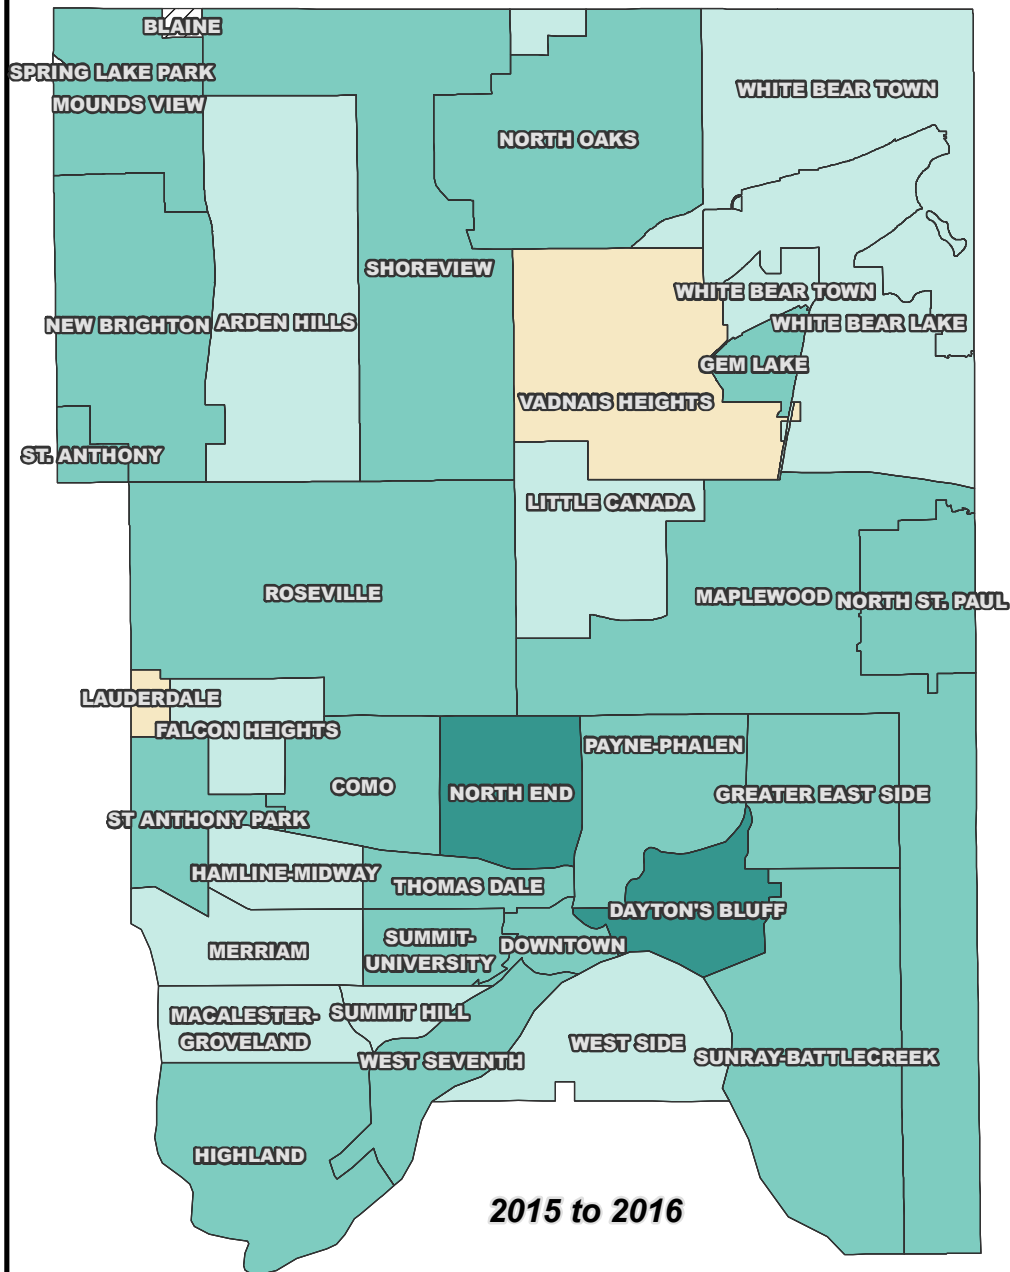 BLAINE
SPRING LAKE PARK
WHITE BEAR TOWN
MOUNDS VIEW
NORTH OAKS
SHOREVIEW
WHITE BEAR TOWN
NEW BRIGHTON
ARDEN HILLS
WHITE BEAR LAKE
GEM LAKE
VADNAIS HEIGHTS
ST. ANTHONY
LITTLE CANADA
ROSEVILLE
MAPLEWOOD
NORTH ST. PAUL
LAUDERDALE
FALCON HEIGHTS
PAYNE-PHALEN
COMO
NORTH END
GREATER EAST SIDE
ST ANTHONY PARK
HAMLINE-MIDWAY
THOMAS DALE
DAYTON'S BLUFF
MERRIAM
SUMMIT-
UNIVERSITY
DOWNTOWN
MACALESTER-
GROVELAND
SUMMIT HILL
WEST SEVENTH
WEST SIDE
SUNRAY-BATTLECREEK
HIGHLAND
2015 to 2016